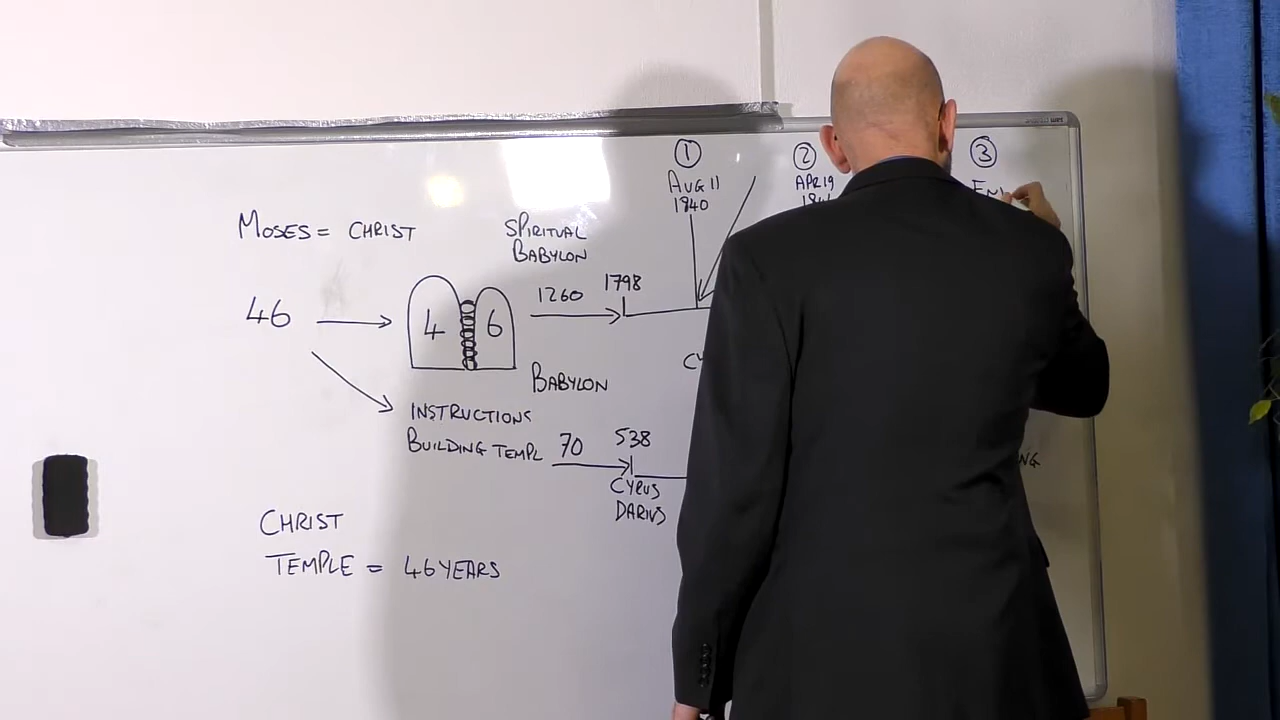 MOSES = CHRIST
46
4 6
SPIRITUAL
BABYLON
1260
1798
1
AUG 11
1840
2
APR 19
3
BABYLON
INSTRUCTIONS
BUILDING TEMPL
70
538
CYRUS
DARIUS
CHRIST
TEMPLE = 46 YEARS